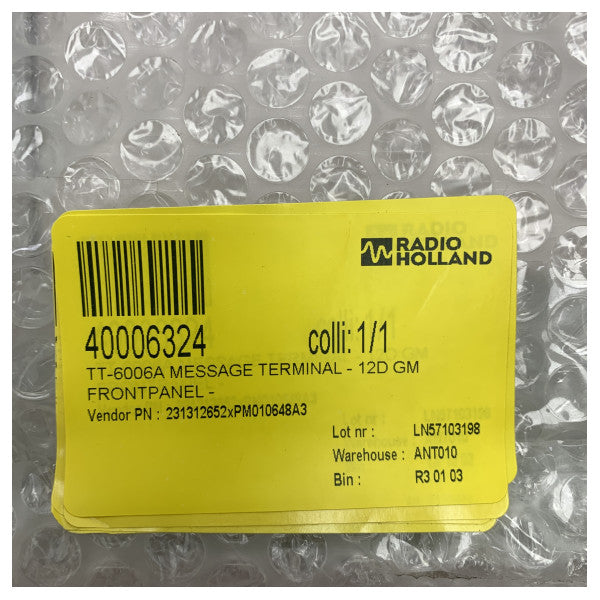 RADIO
HOLLAND
40006324 colli: 1/1
TT-6006A MESSAGE TERMINAL - 12D GM
FRONTPANEL -
Vendor PN : 231312652xPM010648A3
Lot nr : LN57103198
Warehouse : ANT010
Bin : R3 01 03